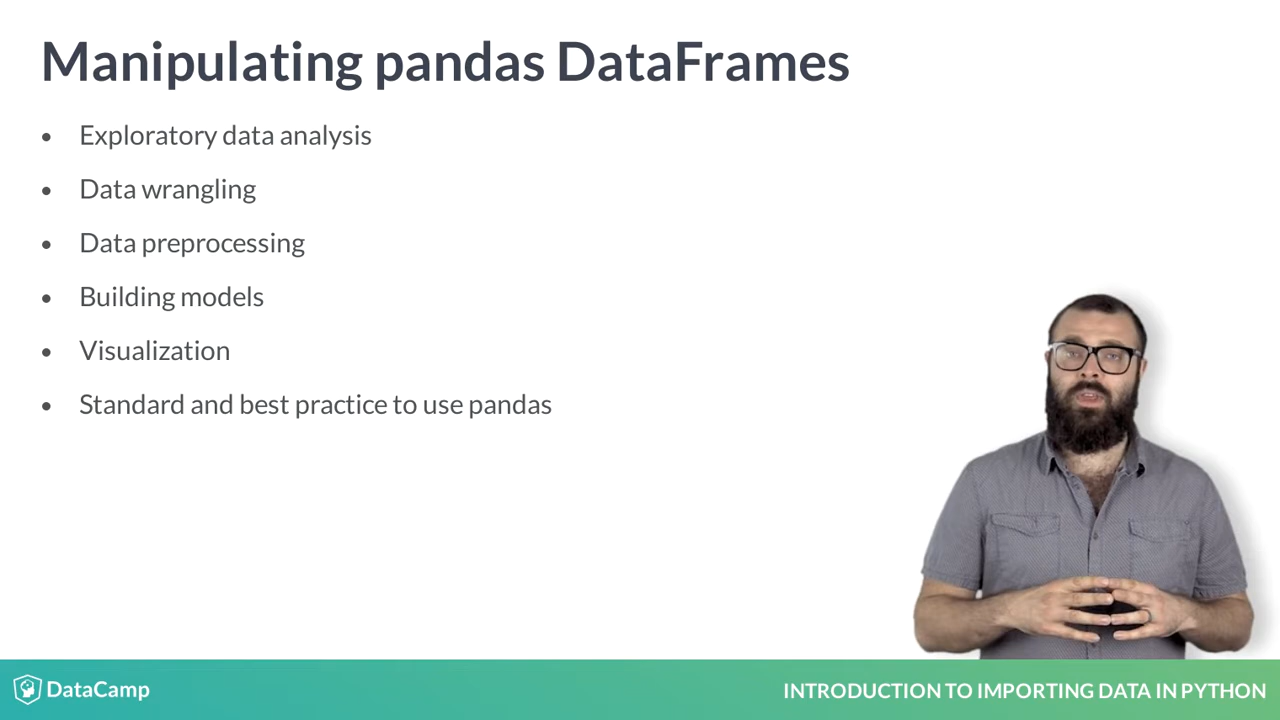 Manipulating pandas DataFrames
• Exploratory data analysis
• Data wrangling
• Data preprocessing
• Building models
• Visualization
• Standard and best practice to use pandas
DataCamp
INTRODUCTION TO IMPORTING DATA IN PYTHON